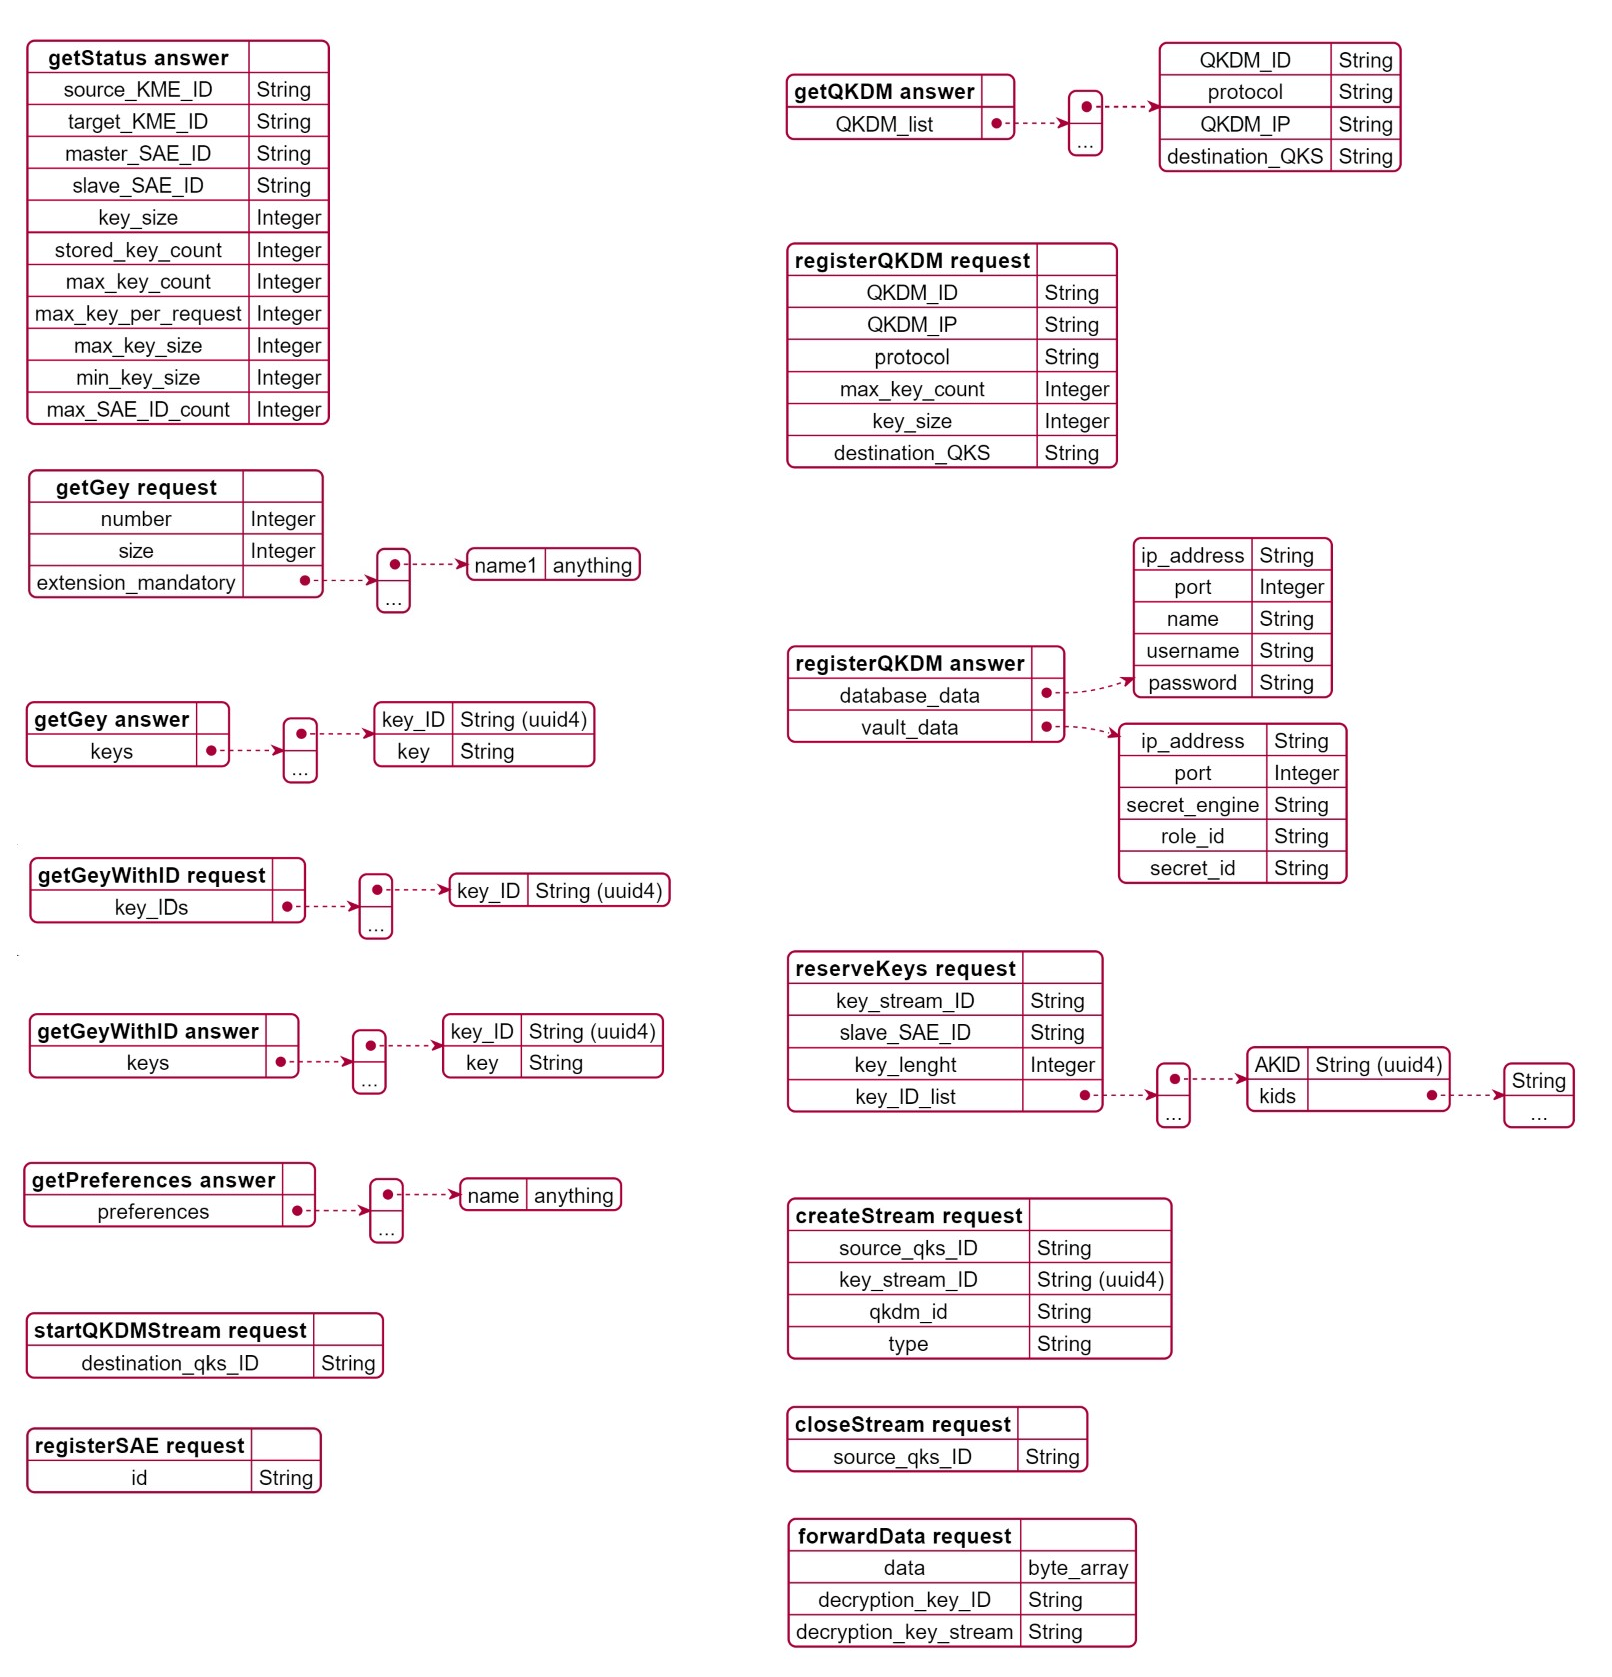 getStatus answer
source_KME_ID String
target_KME_ID String
master_SAE_ID String
slave_SAE_ID String
key_size Integer
stored_key_count Integer
max_key_count Integer
max_key_per_request Integer
max_key_size Integer
min_key_size Integer
max_SAE_ID_count Integer
getGey request
number Integer
size Integer
extension_mandatory
...
name1 anything
getGey answer
keys
...
key_ID String (uuid4)
key String
getGeyWithID request
key_IDs
...
key_ID String (uuid4)
getGeyWithID answer
keys
...
key_ID String (uuid4)
key String
getPreferences answer
preferences
...
name anything
startQKDMStream request
destination_qks_ID String
registerSAE request
id String
getQKDM answer
QKDM_list
...
QKDM_ID String
protocol String
QKDM_IP String
destination_QKS String
registerQKDM request
QKDM_ID String
QKDM_IP String
protocol String
max_key_count Integer
key_size Integer
destination_QKS String
registerQKDM answer
database_data
vault_data
ip_address String
port Integer
name String
username String
password String
ip_address String
port Integer
secret_engine String
role_id String
secret_id String
reserveKeys request
key_stream_ID String
slave_SAE_ID String
key_lenght Integer
key_ID_list
...
AKID String (uuid4)
kids
String
...
createStream request
source_qks_ID String
key_stream_ID String (uuid4)
qkdm_id String
type String
closeStream request
source_qks_ID String
forwardData request
data byte_array
decryption_key_ID String
decryption_key_stream String